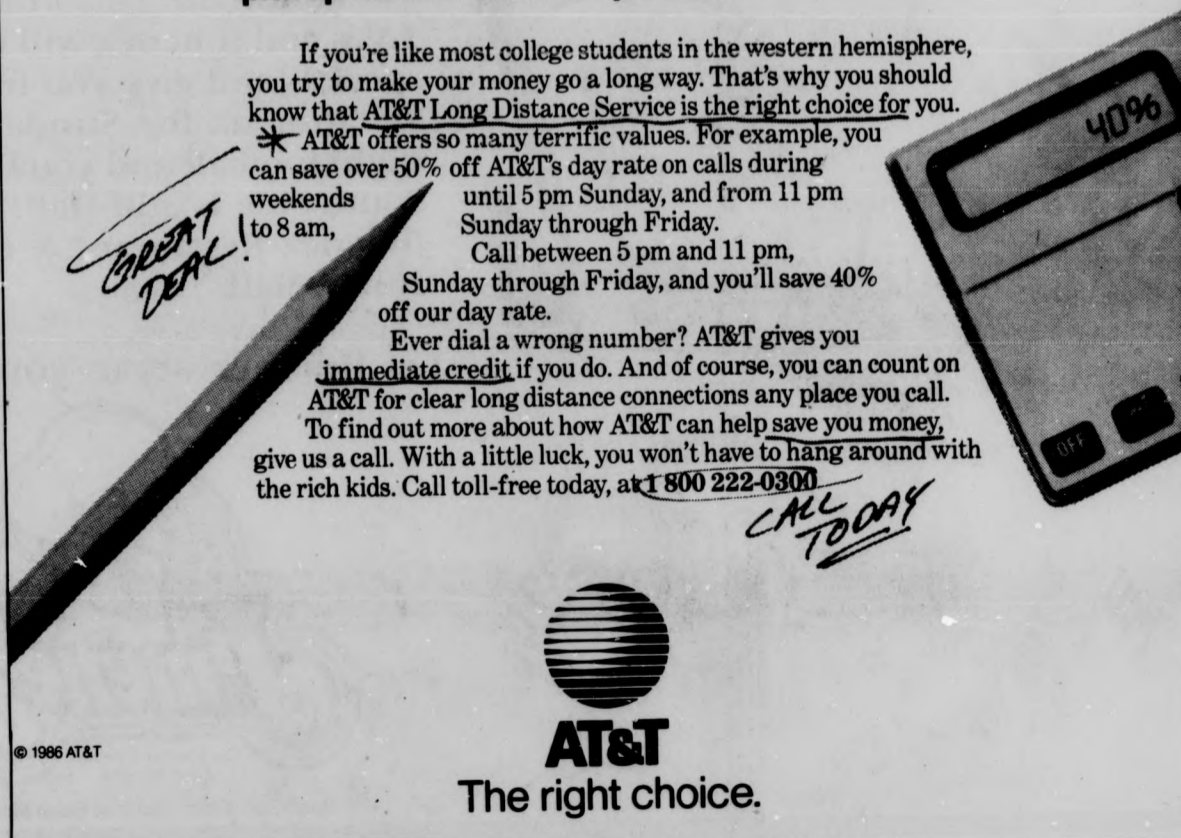 If you're like most college students in the western hemisphere,
you try to make your money go a long way. That's why you should
know that AT&T Long Distance Service is the right choice for you.
* AT&T offers so many terrific values. For example, you
can save over 50% off AT&T's day rate on calls during
weekends until 5 pm Sunday, and from 11 pm
to 8 am, Sunday through Friday.
GREAT
DEAL!
Call between 5 pm and 11 pm,
Sunday through Friday, and you'll save 40%
off our day rate.
Ever dial a wrong number? AT&T gives you
immediate credit if you do. And of course, you can count on
AT&T for clear long distance connections any place you call.
To find out more about how AT&T can help save you money,
give us a call. With a little luck, you won't have to hang around with
the rich kids. Call toll-free today, at 1 800 222-0300.
CALL
TODAY
40%
OFF
© 1986 AT&T
AT&T
The right choice.